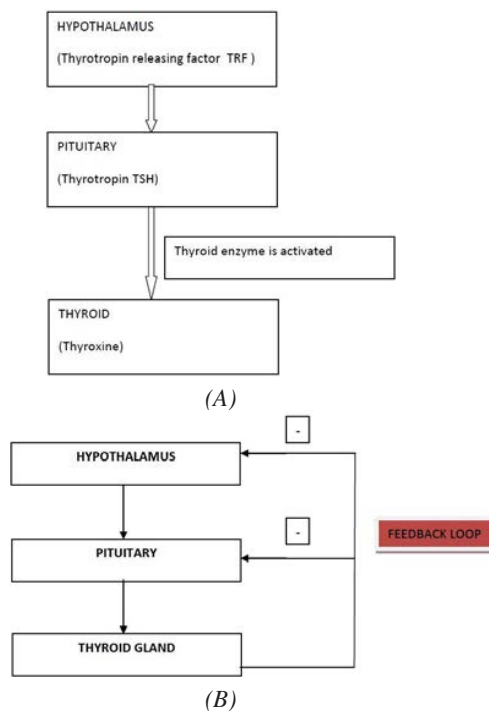 HYPOTHALAMUS
(Thyrotropin releasing factor TRF )
PITUITARY
(Thyrotropin TSH)
Thyroid enzyme is activated
THYROID
(Thyroxine)
(A)
-
HYPOTHALAMUS
-
FEEDBACK LOOP
PITUITARY
THYROID GLAND
(B)